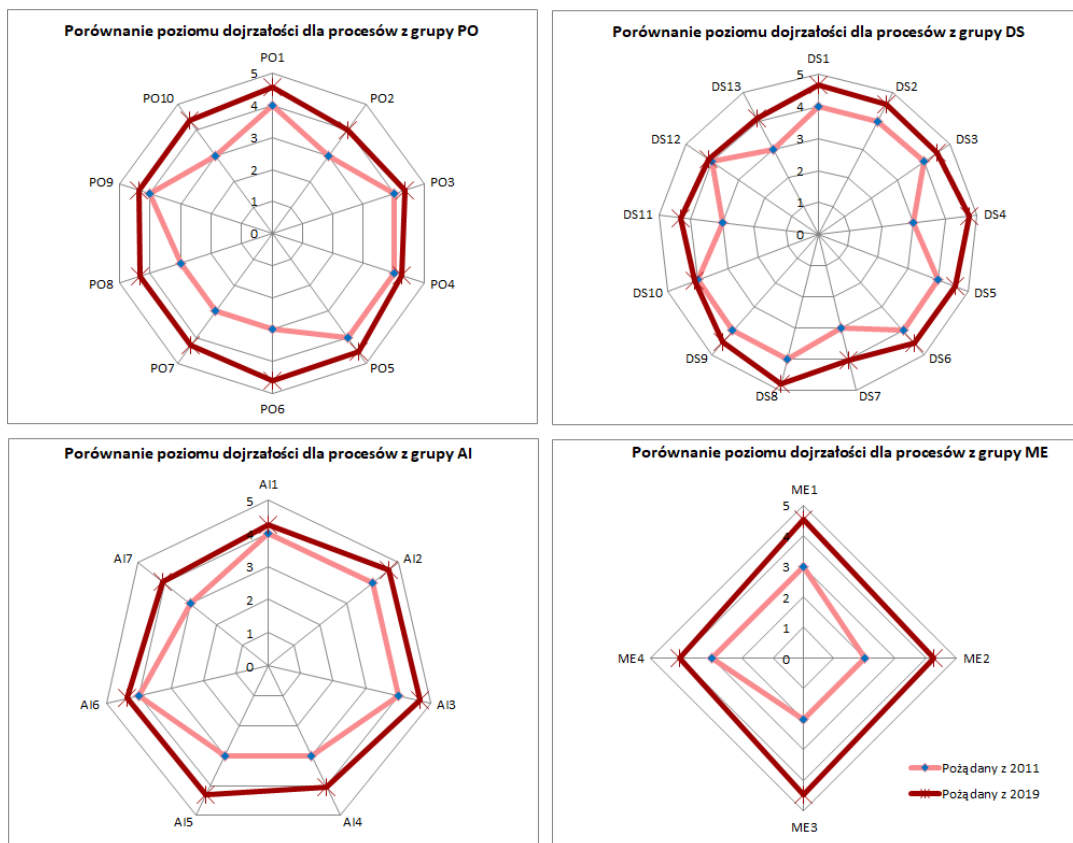 Porównanie poziomu dojrzałości dla procesów z grupy PO
PO1
PO2
PO3
PO4
PO5
PO6
PO7
PO8
PO9
PO10
5
4
3
2
1
0
Porównanie poziomu dojrzałości dla procesów z grupy DS
DS1
DS2
DS3
DS4
DS5
DS6
DS7
DS8
DS9
DS10
DS11
DS12
DS13
5
4
3
2
1
0
Porównanie poziomu dojrzałości dla procesów z grupy AI
AI1
AI2
AI3
AI4
AI5
AI6
AI7
5
4
3
2
1
0
Porównanie poziomu dojrzałości dla procesów z grupy ME
ME1
ME2
ME3
ME4
5
4
3
2
1
0
Pożądany z 2011
Pożądany z 2019